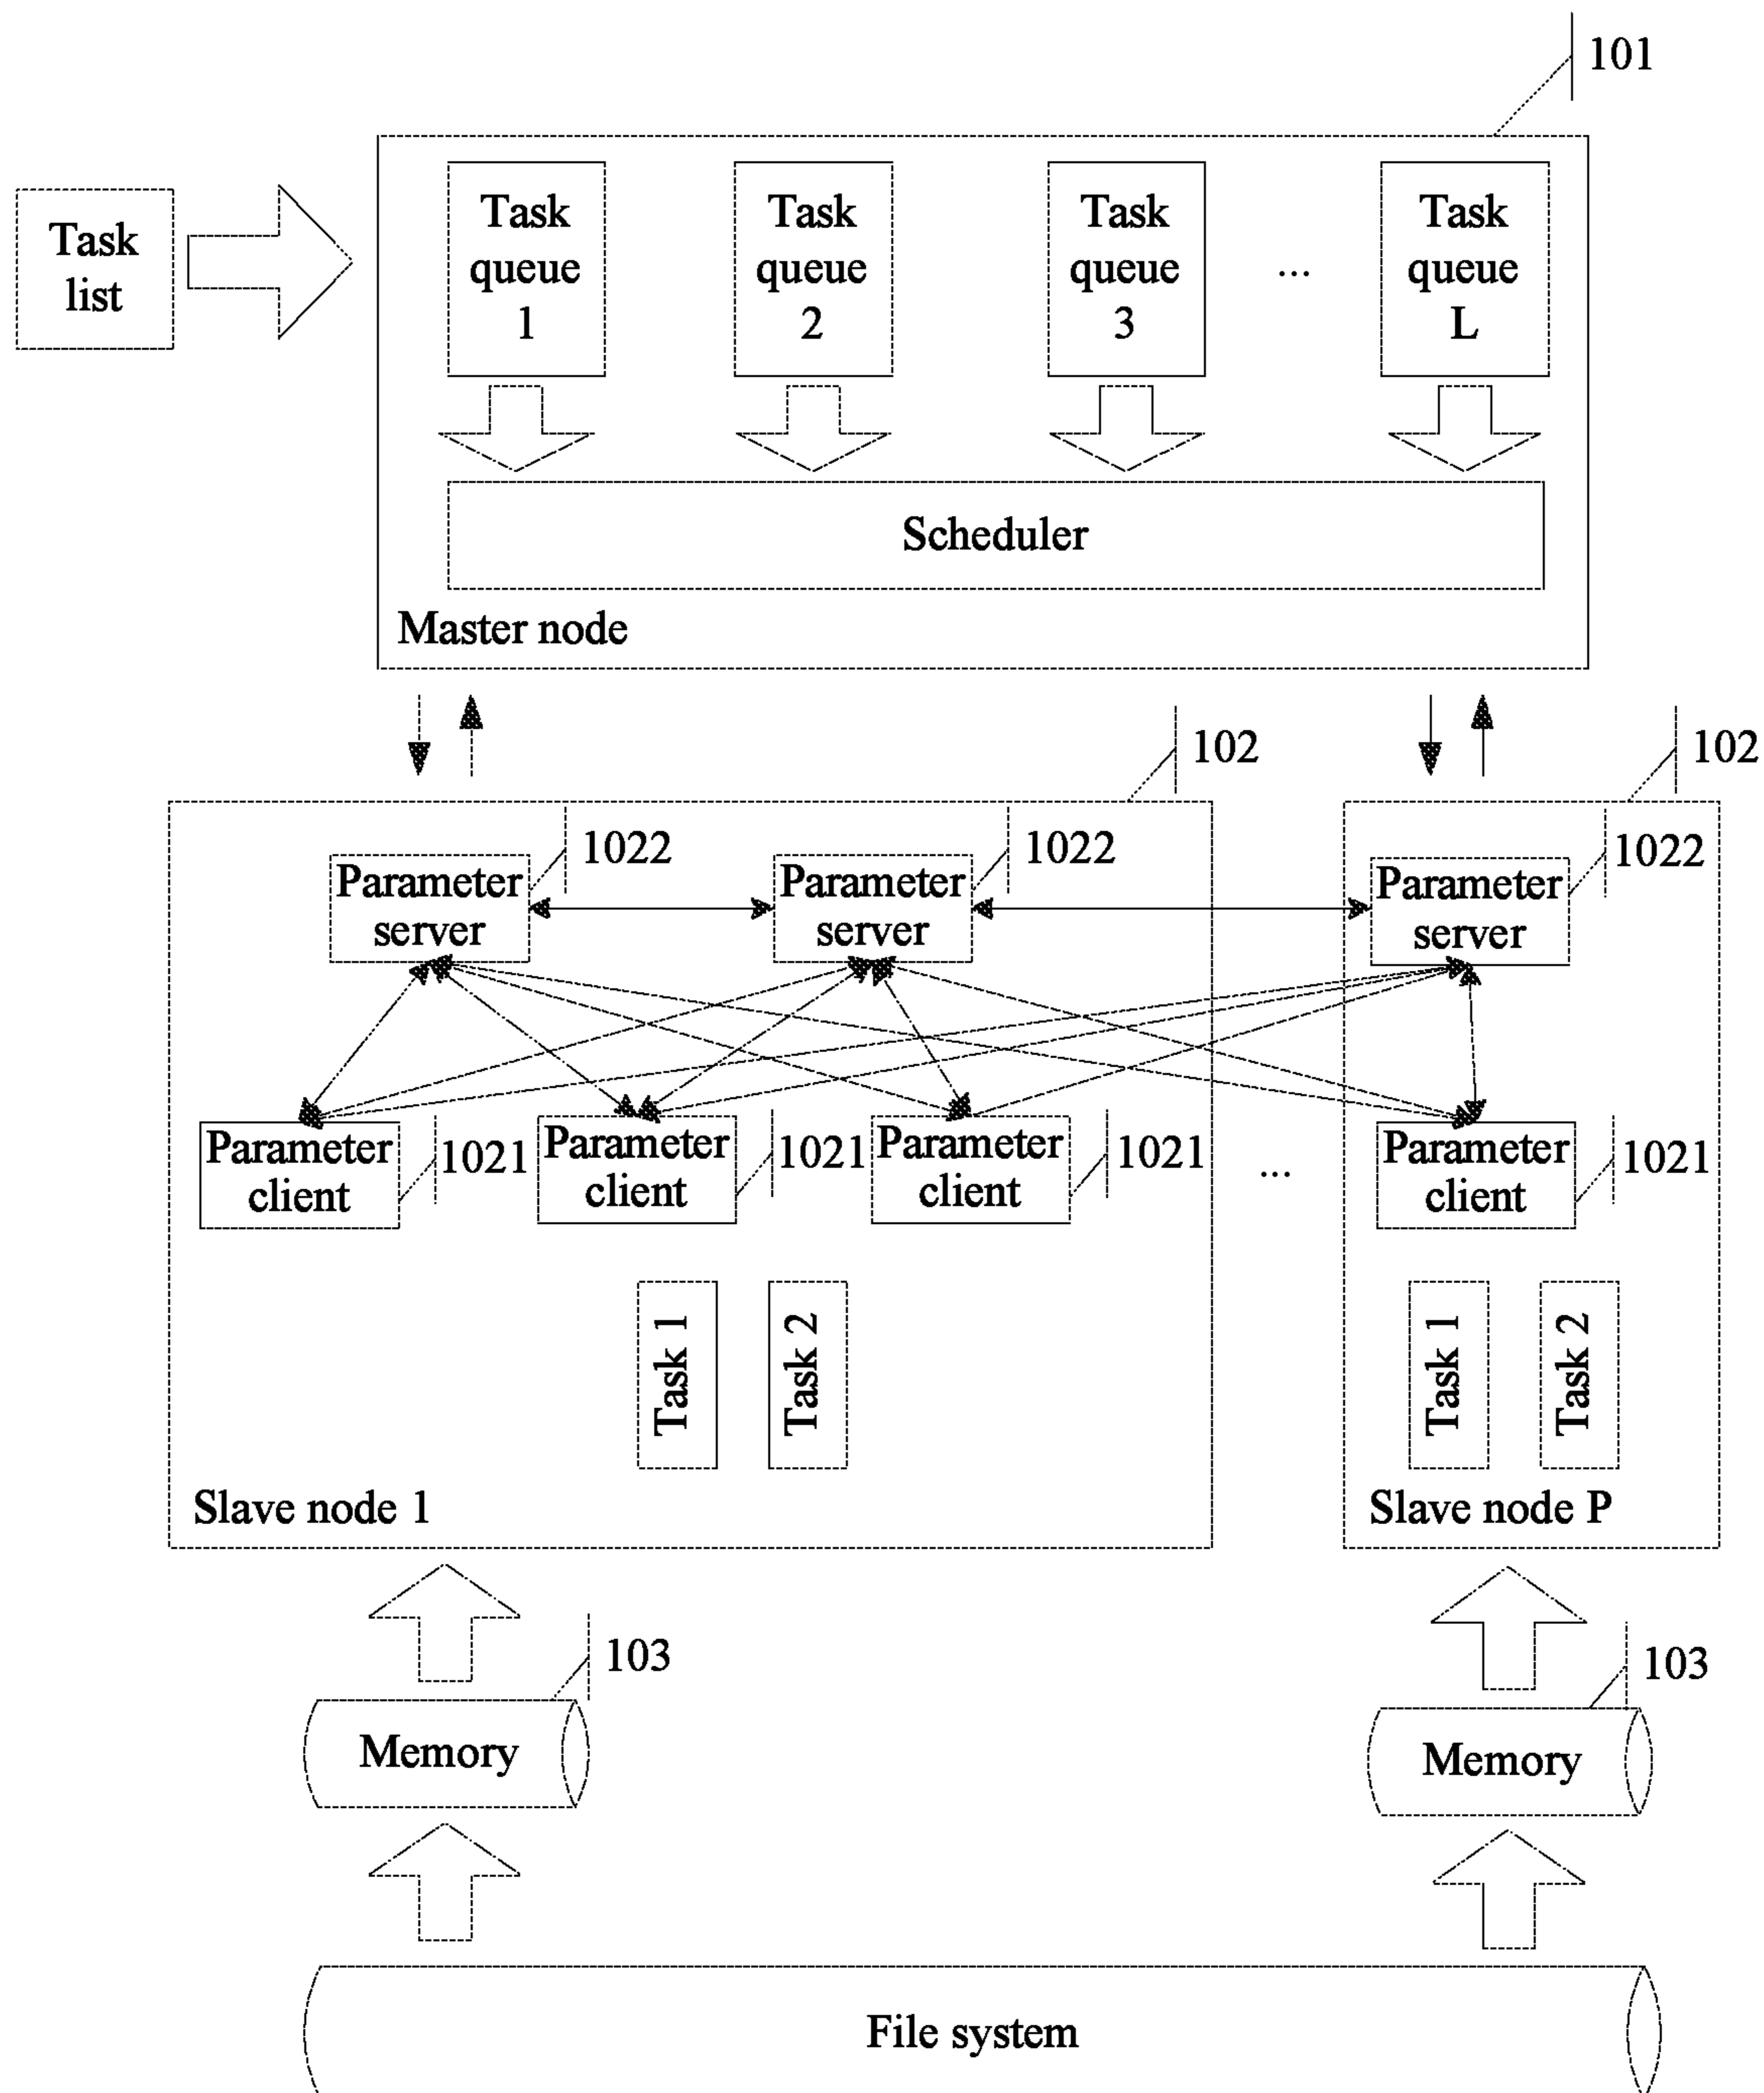 101
Task
list
Task
queue
1
Task
queue
2
Task
queue
3
...
Task
queue
L
Scheduler
Master node
102
102
1022
1022
1022
Parameter
server
Parameter
server
Parameter
server
Parameter
client
1021
Parameter
client
1021
Parameter
client
1021
...
Parameter
client
1021
Task 1
Task 2
Task 1
Task 2
Slave node 1
Slave node P
103
103
Memory
Memory
File system